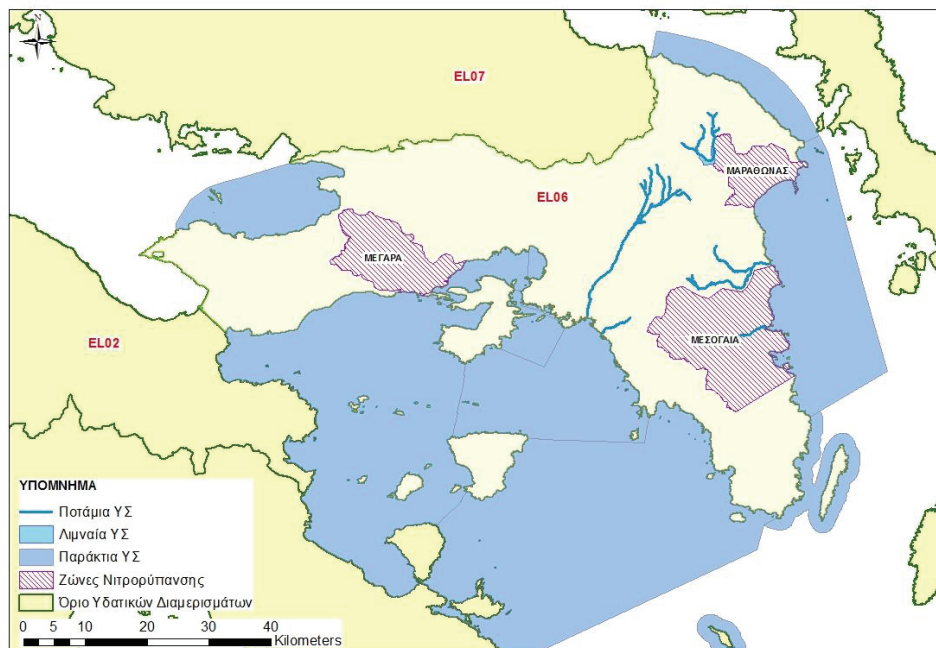 N
EL07
ΜΑΡΑΘΩΝΑΣ
EL06
ΜΕΓΑΡΑ
ΜΕΣΟΓΑΙΑ
EL02
ΥΠΟΜΝΗΜΑ
Ποτάμια ΥΣ
Λιμναία ΥΣ
Παράκτια ΥΣ
Ζώνες Νιτρορύπανσης
Όριο Υδατικών Διαμερισμάτων
0 5 10 20 30 40
Kilometers